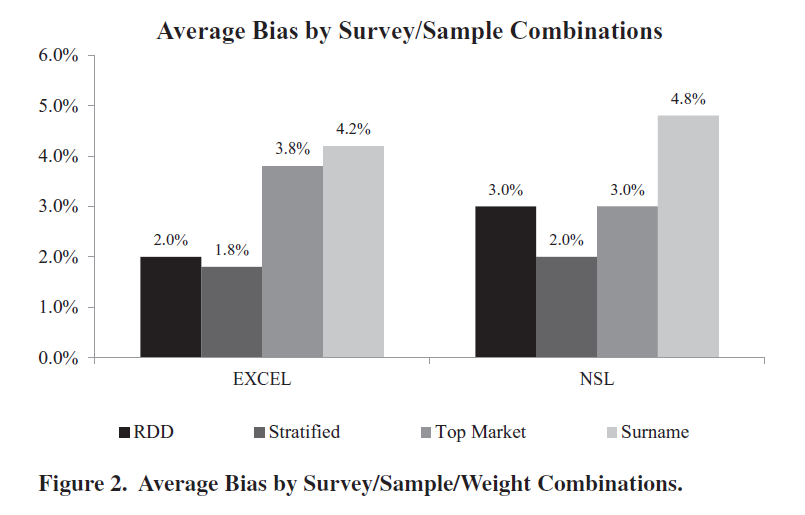 Average Bias by Survey/Sample Combinations
6.0%
5.0%
4.0%
3.0%
2.0%
1.0%
0.0%
2.0%
1.8%
3.8%
4.2%
3.0%
2.0%
3.0%
4.8%
EXCEL
NSL
RDD
Stratified
Top Market
Surname
Figure 2. Average Bias by Survey/Sample/Weight Combinations.